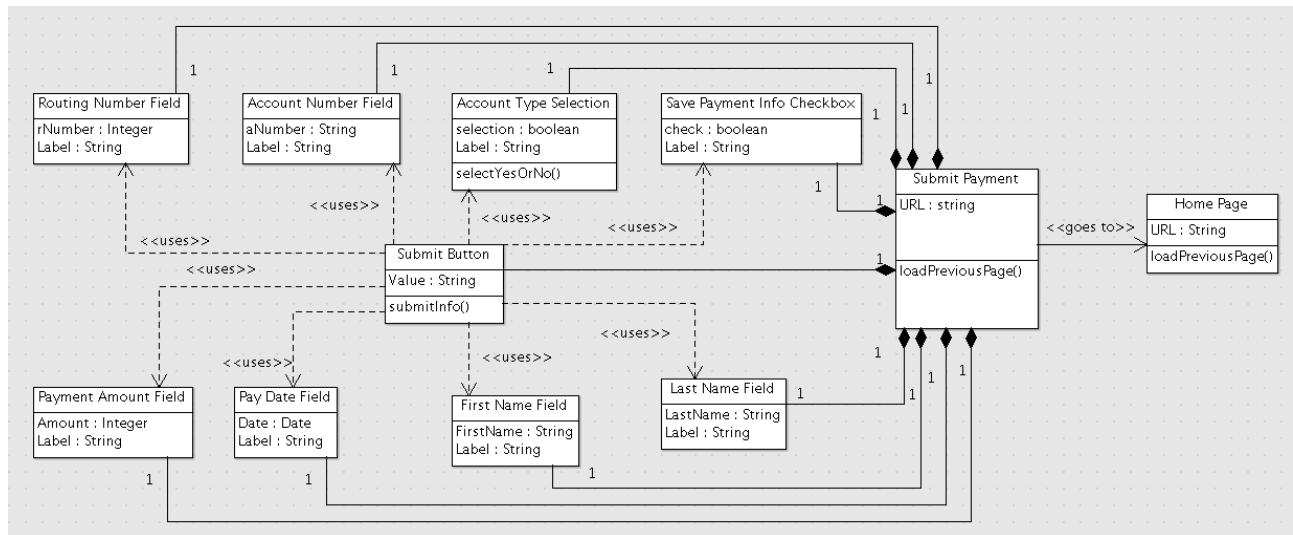 1
1
1
Routing Number Field
rNumber : Integer
Label : String
Account Number Field
aNumber : String
Label : String
Account Type Selection
selection : boolean
Label : String
selectYesOrNo()
Save Payment Info Checkbox
check : boolean
Label : String
1
1
1
1
1
Submit Payment
URL : string
loadPreviousPage()
<<goes to>>
Home Page
URL : String
loadPreviousPage()
<<uses>>
<<uses>>
<<uses>>
<<uses>>
<<uses>>
Submit Button
Value : String
submitInfo()
1
<<uses>>
<<uses>>
<<uses>>
1
1
1
1
Payment Amount Field
Amount : Integer
Label : String
Pay Date Field
Date : Date
Label : String
First Name Field
FirstName : String
Label : String
Last Name Field
LastName : String
Label : String
1
1
1
1